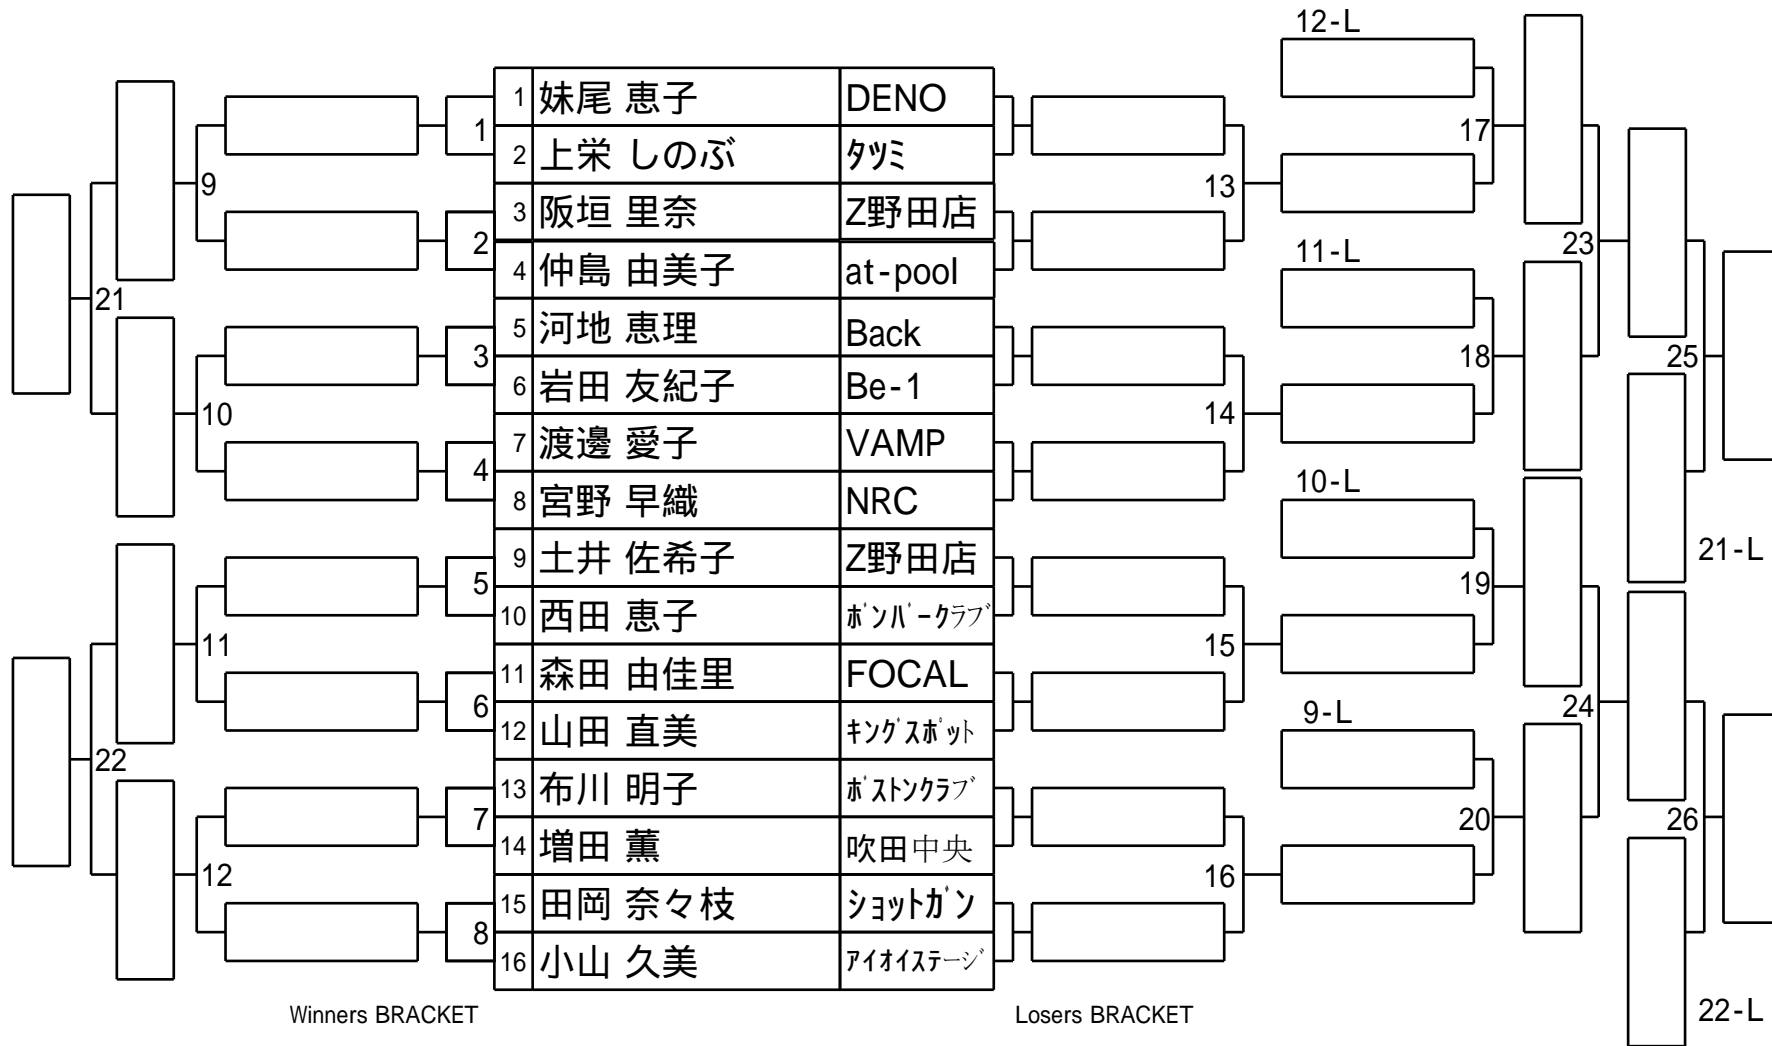 12-L
1 妹尾 恵子 DENO
1
17
2 上栄 しのぶ タツミ
9
13
3 阪垣 里奈 Z野田店
2
23
4 仲島 由美子 at-pool
11-L
21
5 河地 恵理 Back
3
18
25
6 岩田 友紀子 Be-1
10
14
7 渡邊 愛子 VAMP
4
8 宮野 早織 NRC
10-L
9 土井 佐希子 Z野田店
21-L
5
19
10 西田 恵子 ボンバークラブ
11
15
11 森田 由佳里 FOCAL
6
9-L
24
12 山田 直美 キングスポット
22
13 布川 明子 ボストンクラブ
7
20
26
14 増田 薫 吹田中央
12
16
15 田岡 奈々枝 ショットガン
8
16 小山 久美 アイオイステージ
22-L
Winners BRACKET
Losers BRACKET